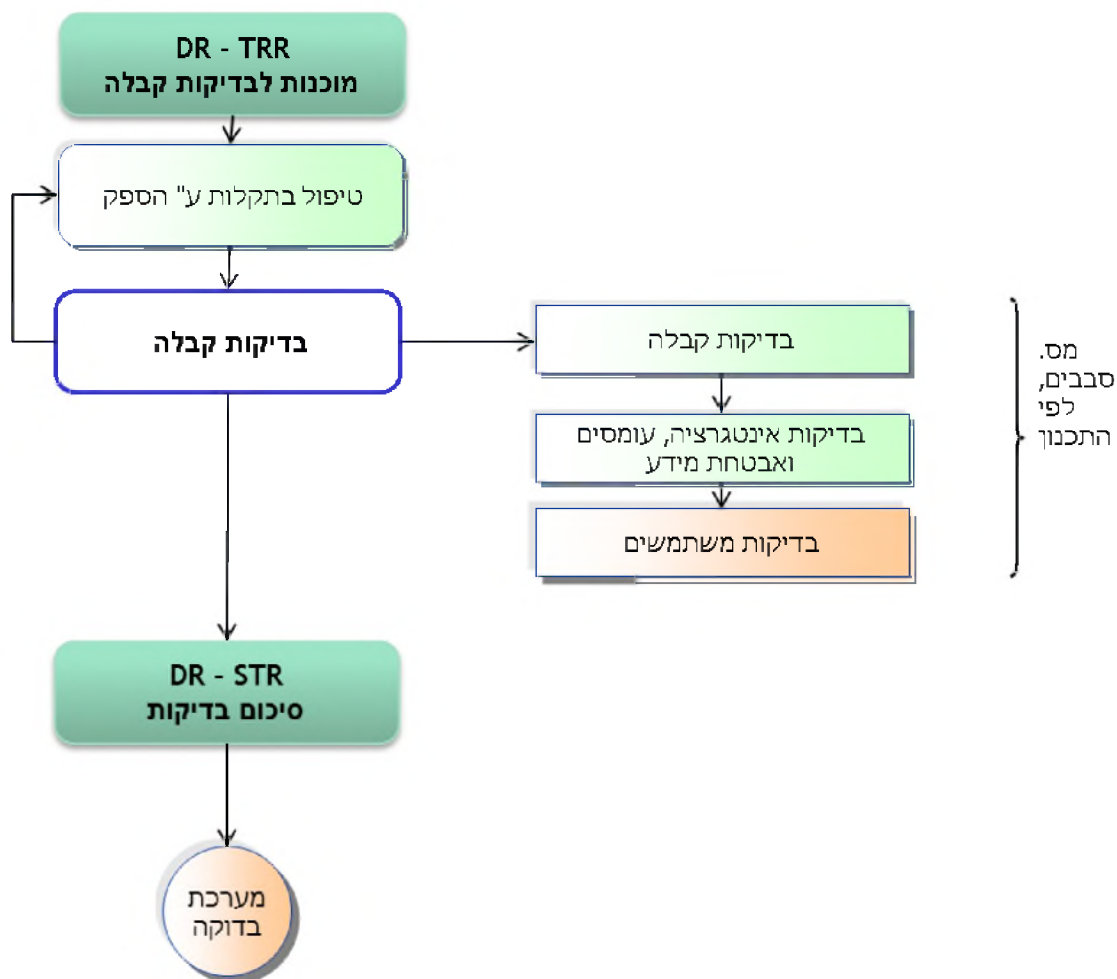 DR - TRR
מוכנות לבדיקות קבלה
טיפול בתקלות ע" הספק
בדיקות קבלה
בדיקות קבלה
בדיקות אינטגרציה, עומסים
ואבטחת מידע
בדיקות משתמשים
מס.
סבבים,
לפי
התכנון
DR - STR
סיכום בדיקות
מערכת
בדוקה